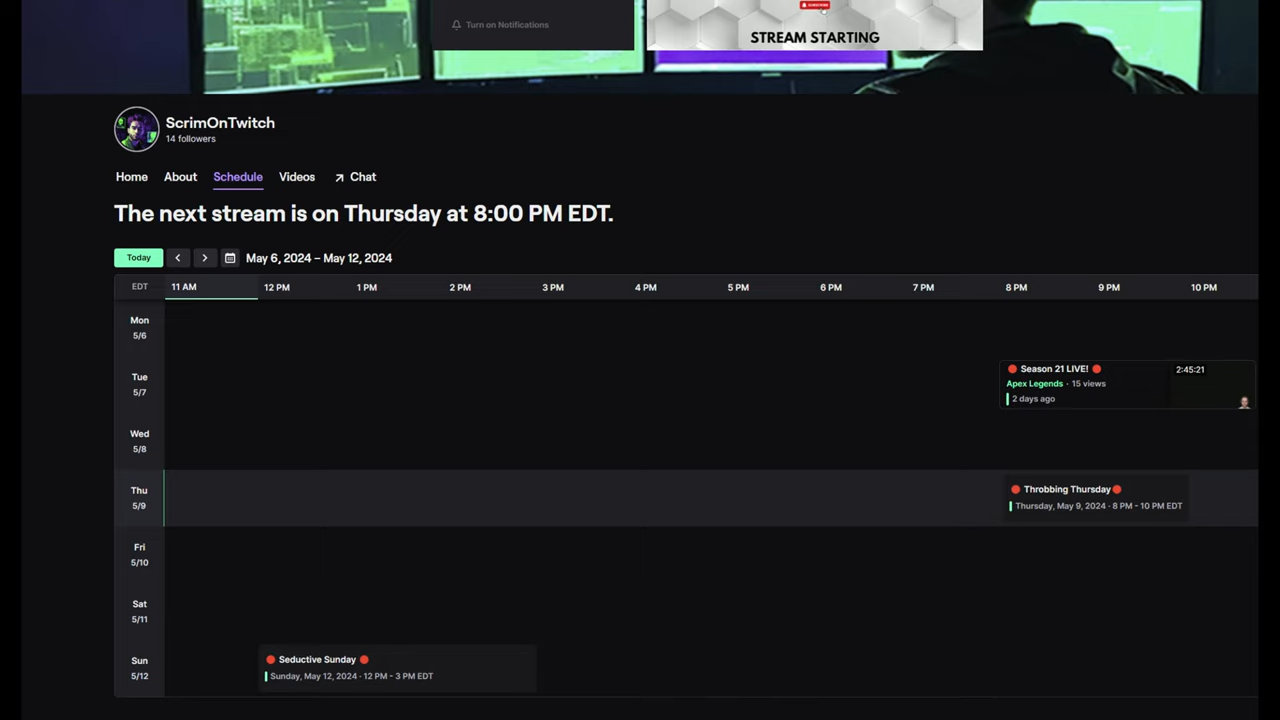 Turn on Notifications
SUBSCRIBE
STREAM STARTING
ScrimOnTwitch
14 followers
Home About Schedule Videos Chat
The next stream is on Thursday at 8:00 PM EDT.
Today May 6, 2024 – May 12, 2024
EDT 11 AM 12 PM 1 PM 2 PM 3 PM 4 PM 5 PM 6 PM 7 PM 8 PM 9 PM 10 PM
Mon
5/6
Tue
5/7
Season 21 LIVE! 2:45:21
Apex Legends · 15 views
2 days ago
Wed
5/8
Thu
5/9
Throbbing Thursday
Thursday, May 9, 2024 · 8 PM - 10 PM EDT
Fri
5/10
Sat
5/11
Sun
5/12
Seductive Sunday
Sunday, May 12, 2024 · 12 PM - 3 PM EDT